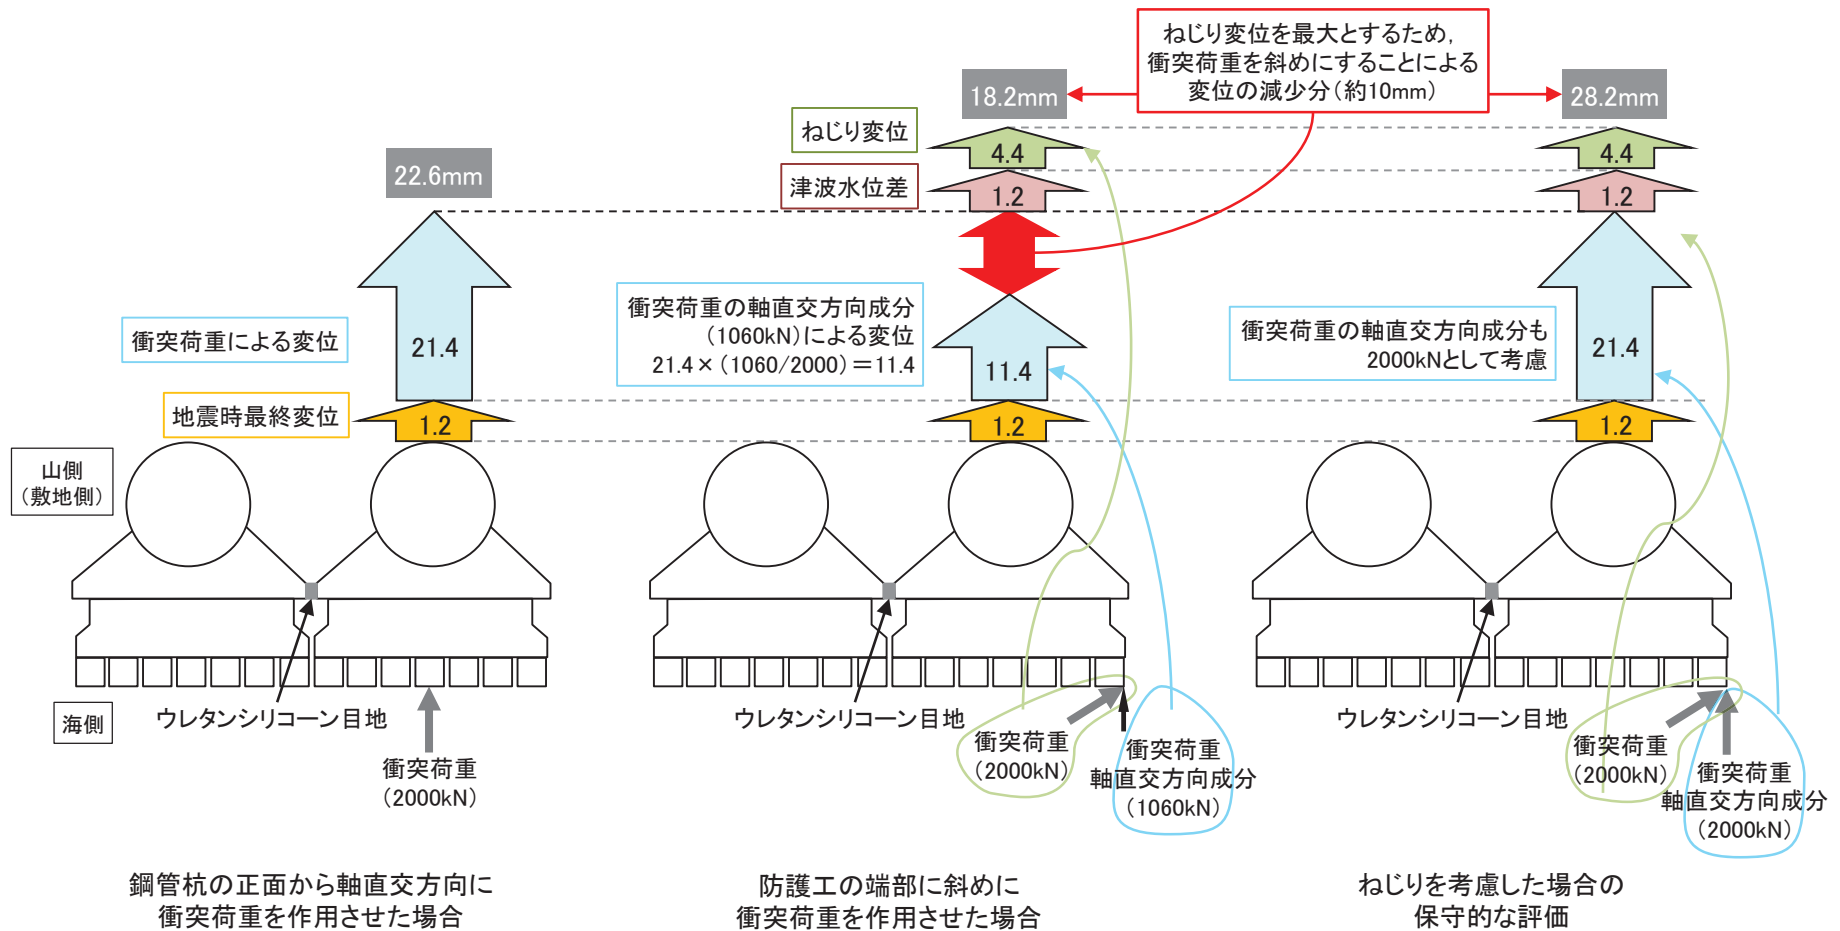 ねじり変位を最大とするため,
衝突荷重を斜めにすることによる
変位の減少分(約10mm)
18.2mm
28.2mm
ねじり変位
4.4
4.4
22.6mm
津波水位差
1.2
1.2
衝突荷重による変位
21.4
衝突荷重の軸直交方向成分
(1060kN)による変位
21.4×(1060/2000)=11.4
11.4
衝突荷重の軸直交方向成分も
2000kNとして考慮
21.4
地震時最終変位
1.2
1.2
1.2
山側
(敷地側)
海側
ウレタンシリコーン目地
衝突荷重
(2000kN)
ウレタンシリコーン目地
衝突荷重
(2000kN)
衝突荷重
軸直交方向成分
(1060kN)
ウレタンシリコーン目地
衝突荷重
(2000kN)
衝突荷重
軸直交方向成分
(2000kN)
鋼管杭の正面から軸直交方向に
衝突荷重を作用させた場合
防護工の端部に斜めに
衝突荷重を作用させた場合
ねじりを考慮した場合の
保守的な評価